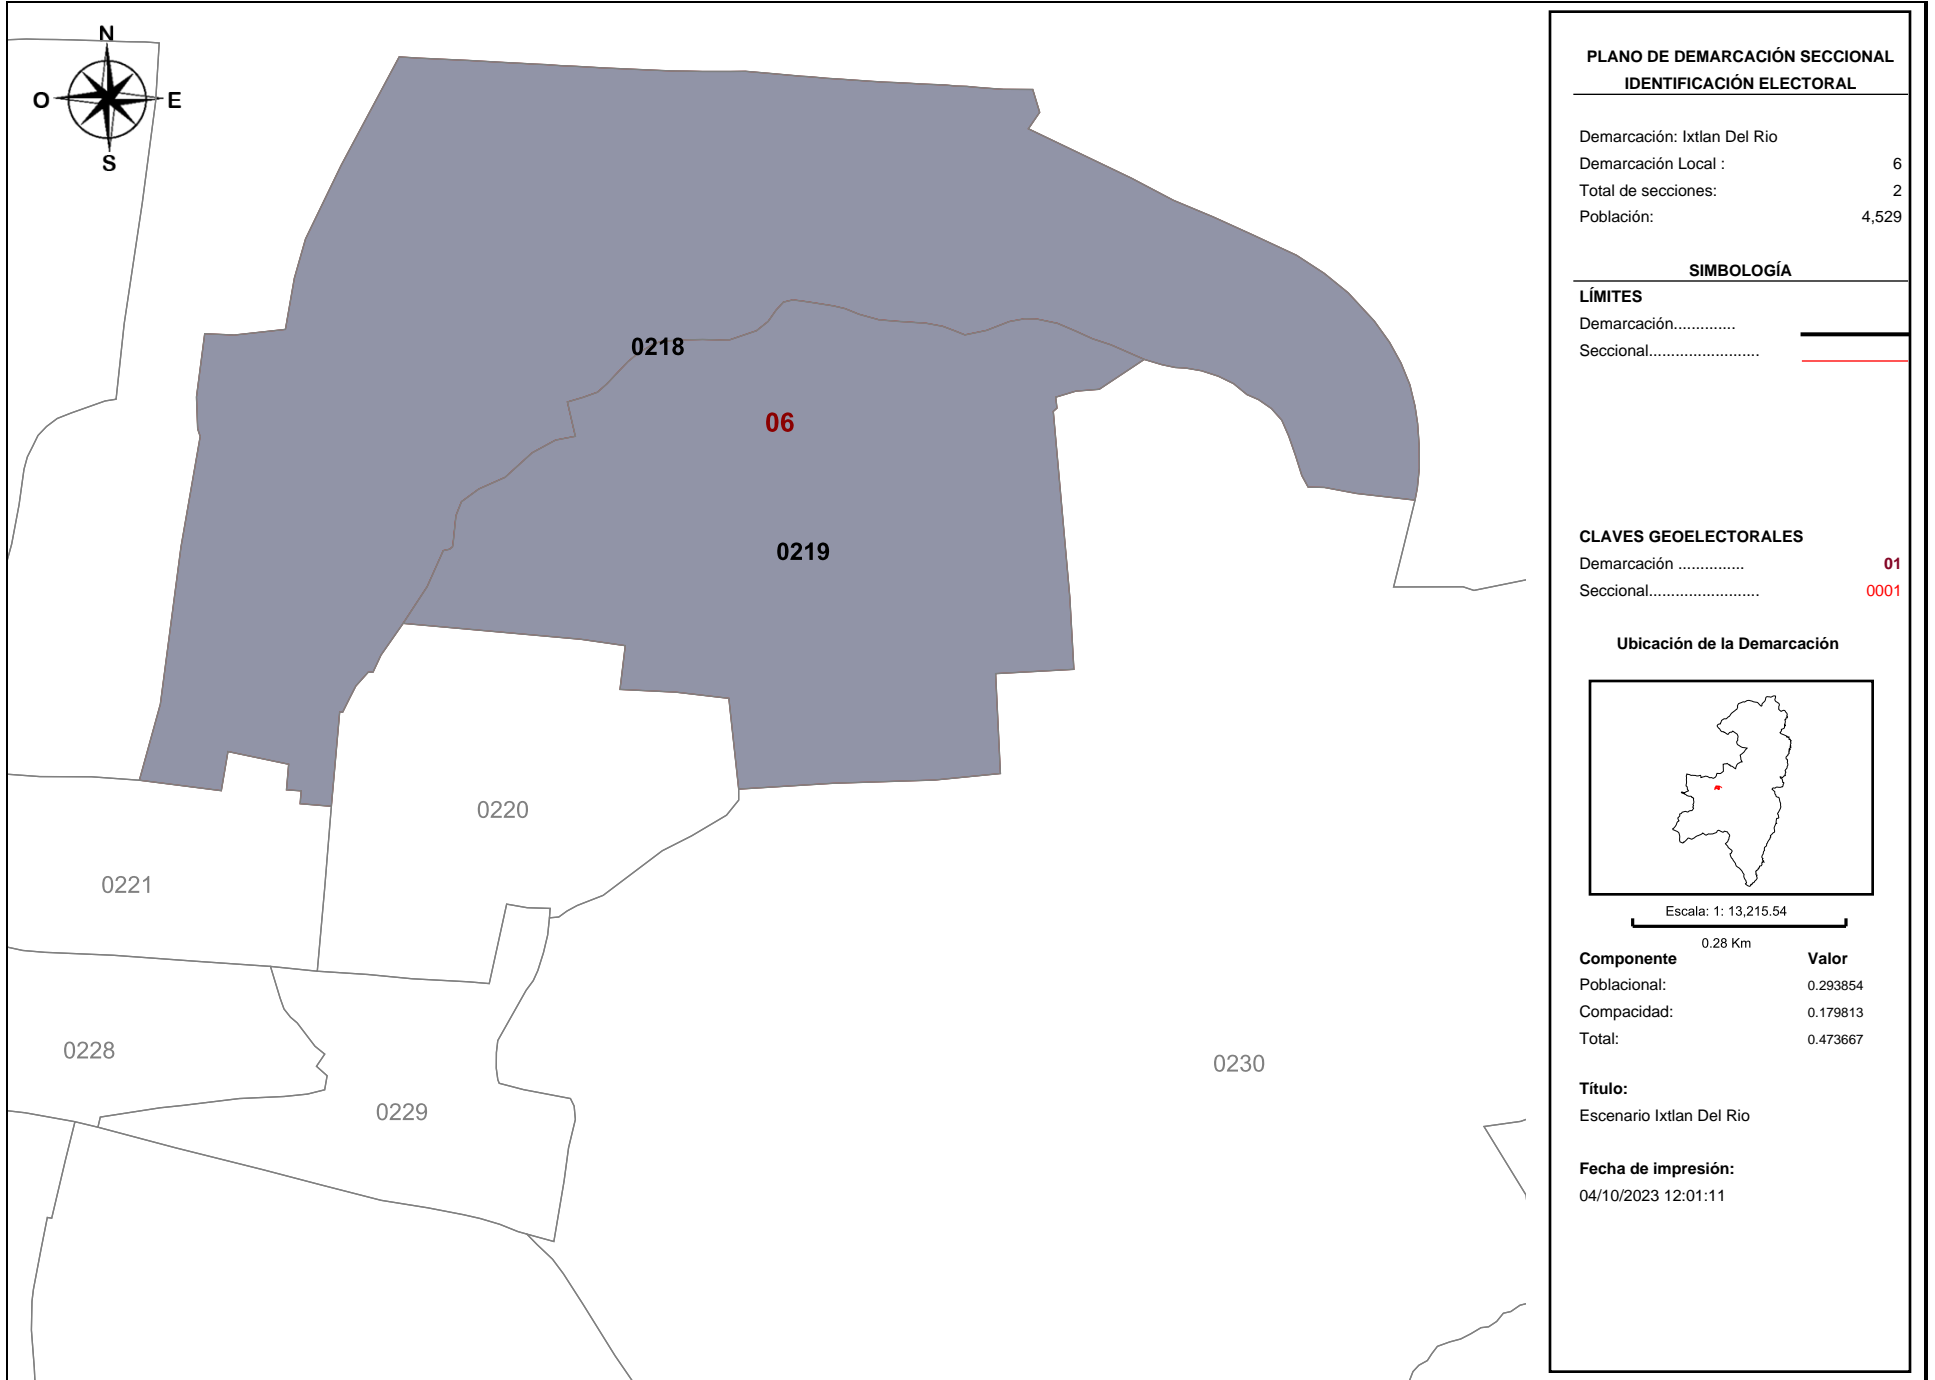 N
O
E
S
0218
06
0219
0220
0221
0228
0229
0230
PLANO DE DEMARCACIÓN SECCIONAL
IDENTIFICACIÓN ELECTORAL
Demarcación: Ixtlan Del Rio
Demarcación Local : 6
Total de secciones: 2
Población: 4,529
SIMBOLOGÍA
LÍMITES
Demarcación..............
Seccional.........................
CLAVES GEOELECTORALES
Demarcación ............... 01
Seccional......................... 0001
Ubicación de la Demarcación
Escala: 1: 13,215.54
0.28 Km
Componente Valor
Poblacional: 0.293854
Compacidad: 0.179813
Total: 0.473667
Título:
Escenario Ixtlan Del Rio
Fecha de impresión:
04/10/2023 12:01:11